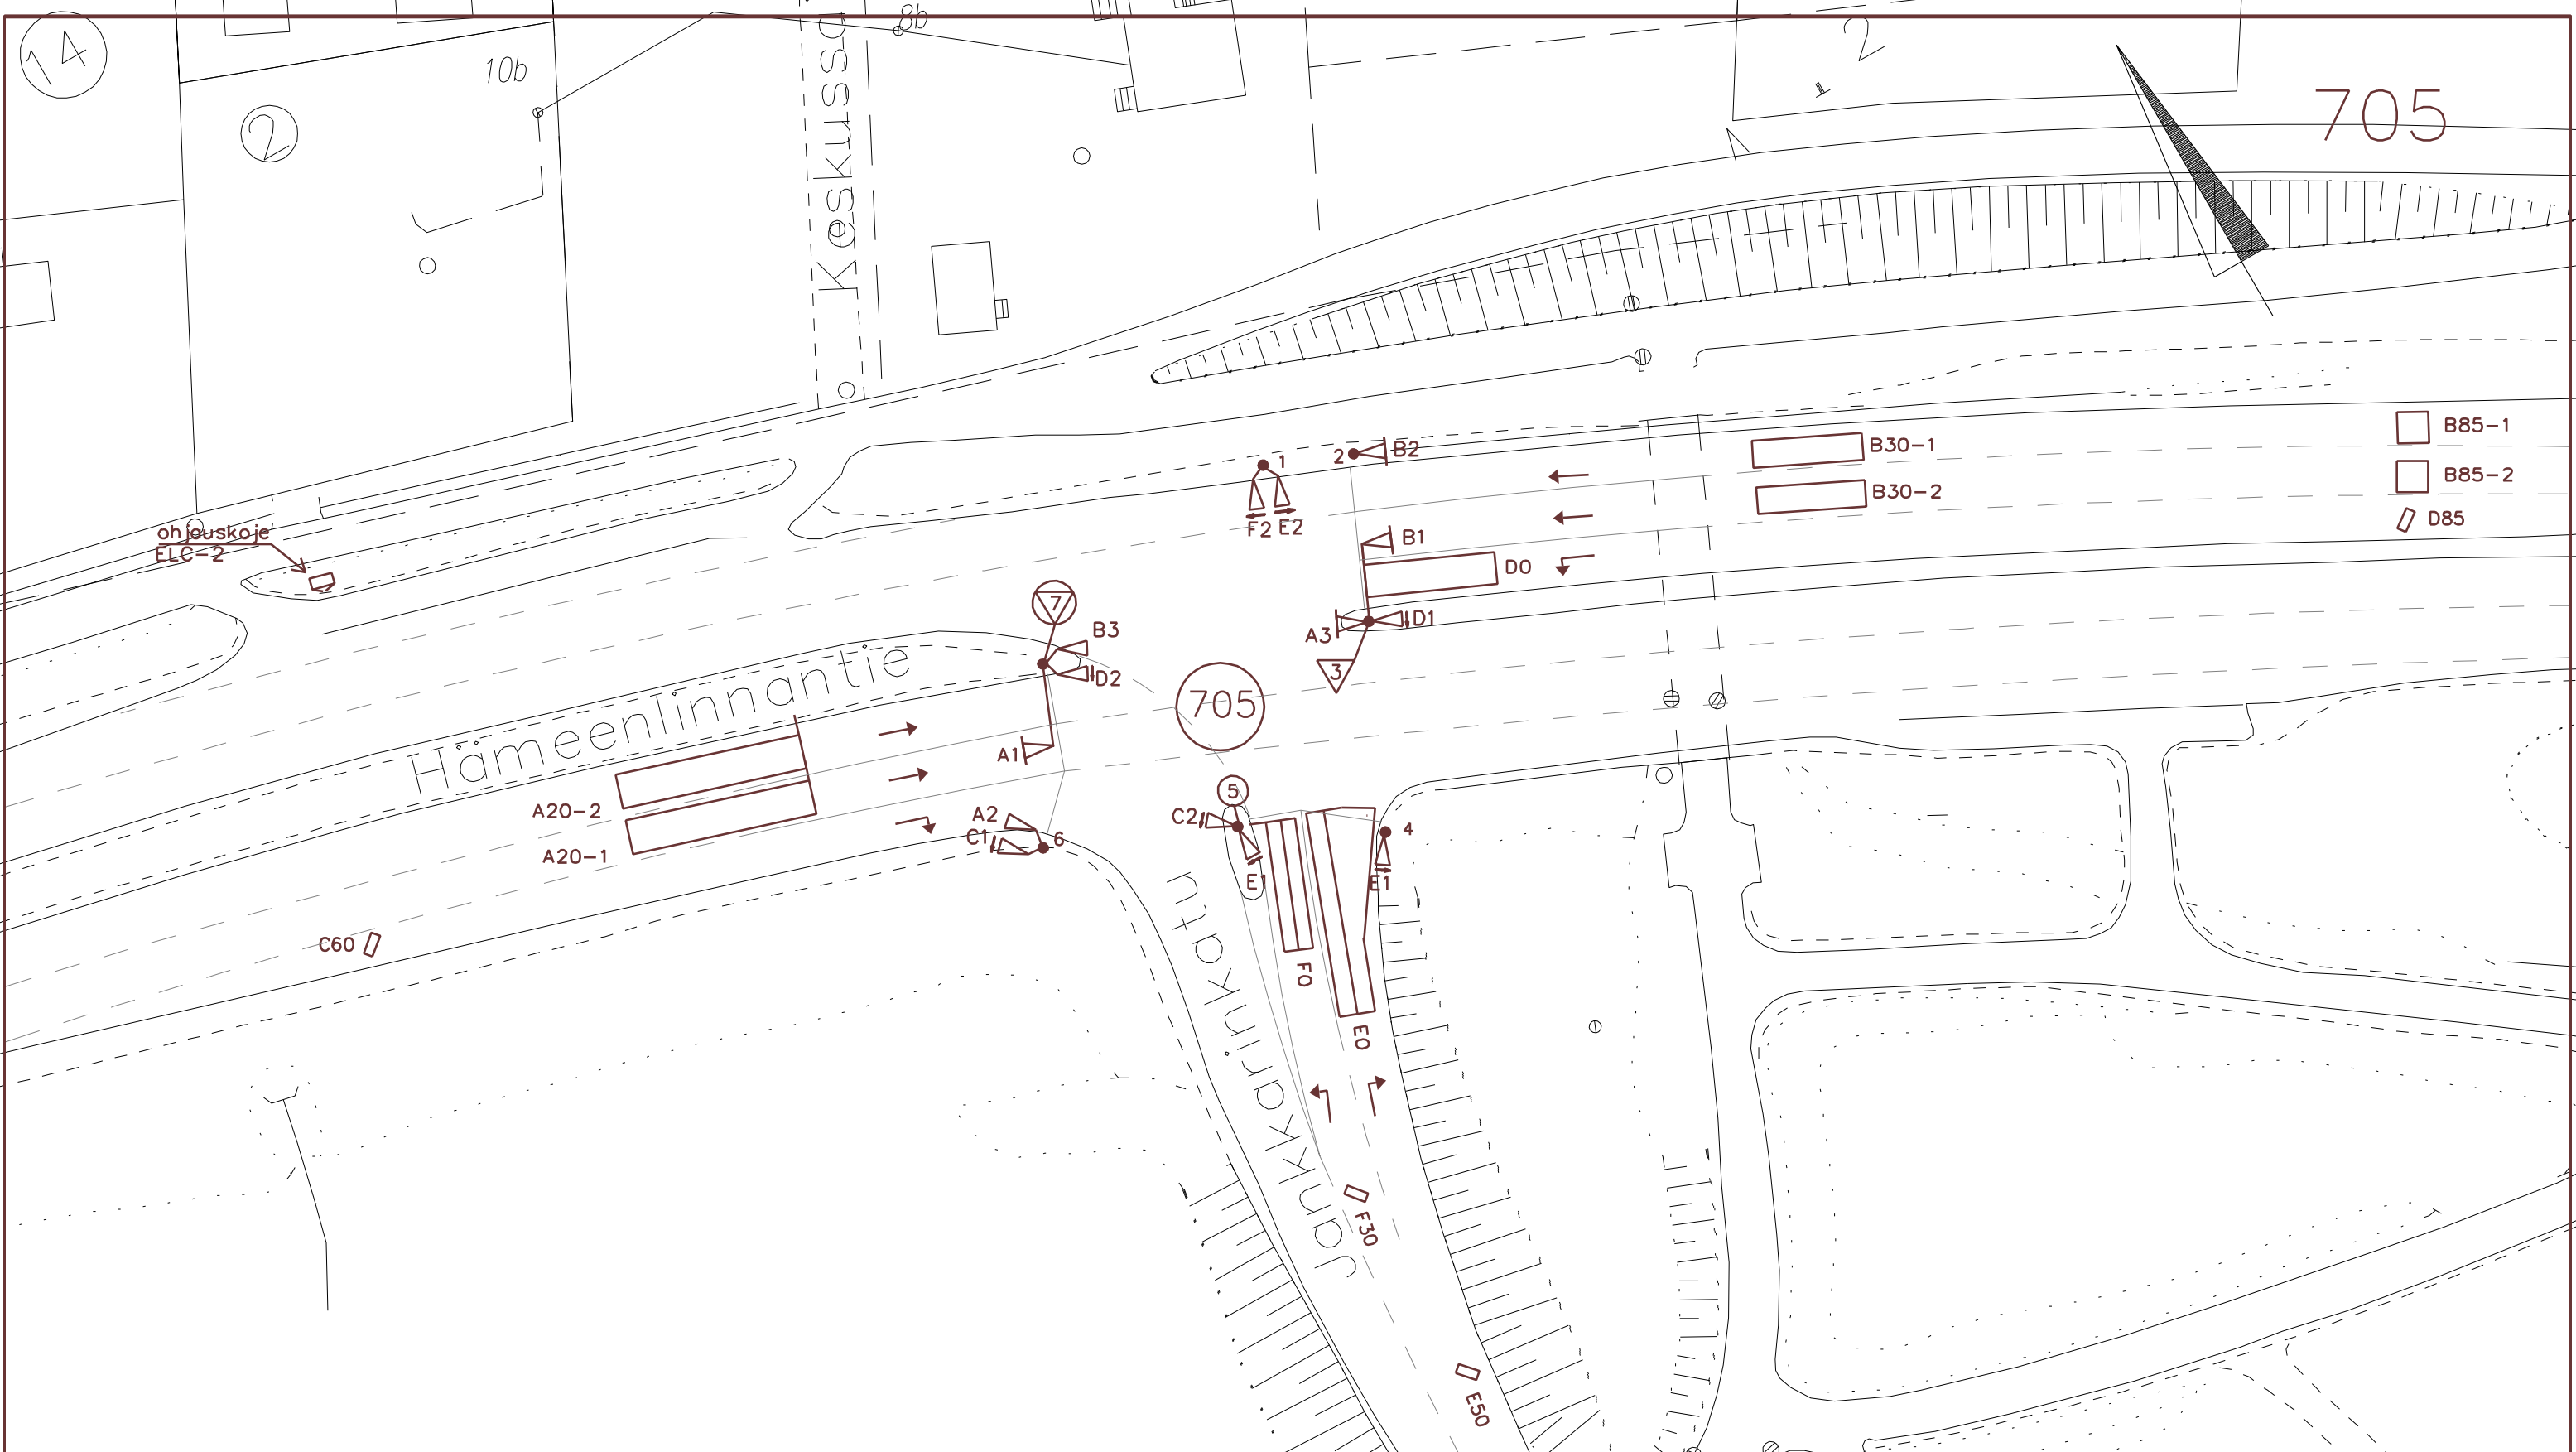 14
10b
8b
2
2
705
Keskussa
B85-1
B30-1
B2
2
1
B85-2
B30-2
F2
E2
D85
ohjouskoje
ELC-2
B1
D0
7
B3
D1
A3
D2
3
Hämeenlinnantie
705
A1
5
A20-2
A2
C2
C1
6
4
A20-1
E1
E1
C60
F0
E0
Jankkarinkatu
F30
E50